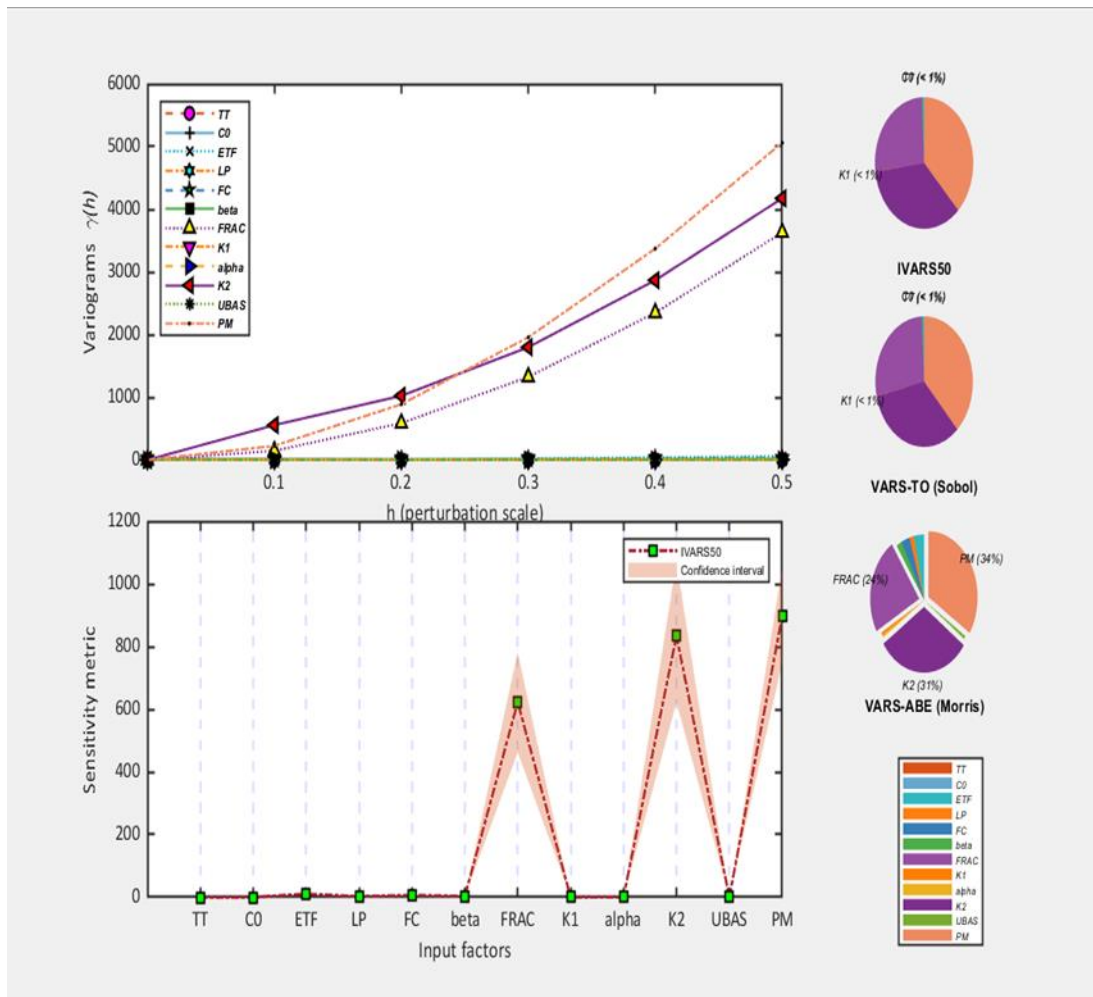 6000
5000
4000
3000
2000
1000
0
Variograms γ(h)
TT
C0
ETF
LP
FC
beta
FRAC
K1
alpha
K2
UBAS
PM
0.1
0.2
0.3
0.4
0.5
h (perturbation scale)
(< 1%)
K1 (< 1%)
IVARS50
(< 1%)
K1 (< 1%)
VARS-TO (Sobol)
PM (34%)
FRAC (24%)
K2 (31%)
VARS-ABE (Morris)
1200
1000
800
600
400
200
0
Sensitivity metric
IVARS50
Confidence interval
TT
C0
ETF
LP
FC
beta
FRAC
K1
alpha
K2
UBAS
PM
Input factors
TT
C0
ETF
LP
FC
beta
FRAC
K1
alpha
K2
UBAS
PM